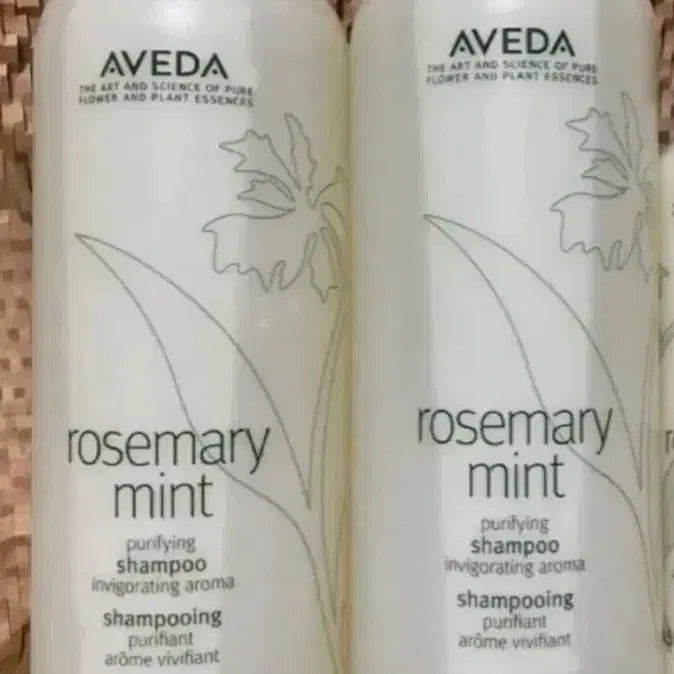 AVEDA
THE ART AND SCIENCE OF PURE
FLOWER AND PLANT ESSENCES
rosemary
mint
purifying
shampoo
invigorating aroma
shampooing
purifiant
arôme vivifiant
AVEDA
THE ART AND SCIENCE OF PURE
FLOWER AND PLANT ESSENCES
rosemary
mint
purifying
shampoo
invigorating aroma
shampooing
purifiant
arôme vivifiant